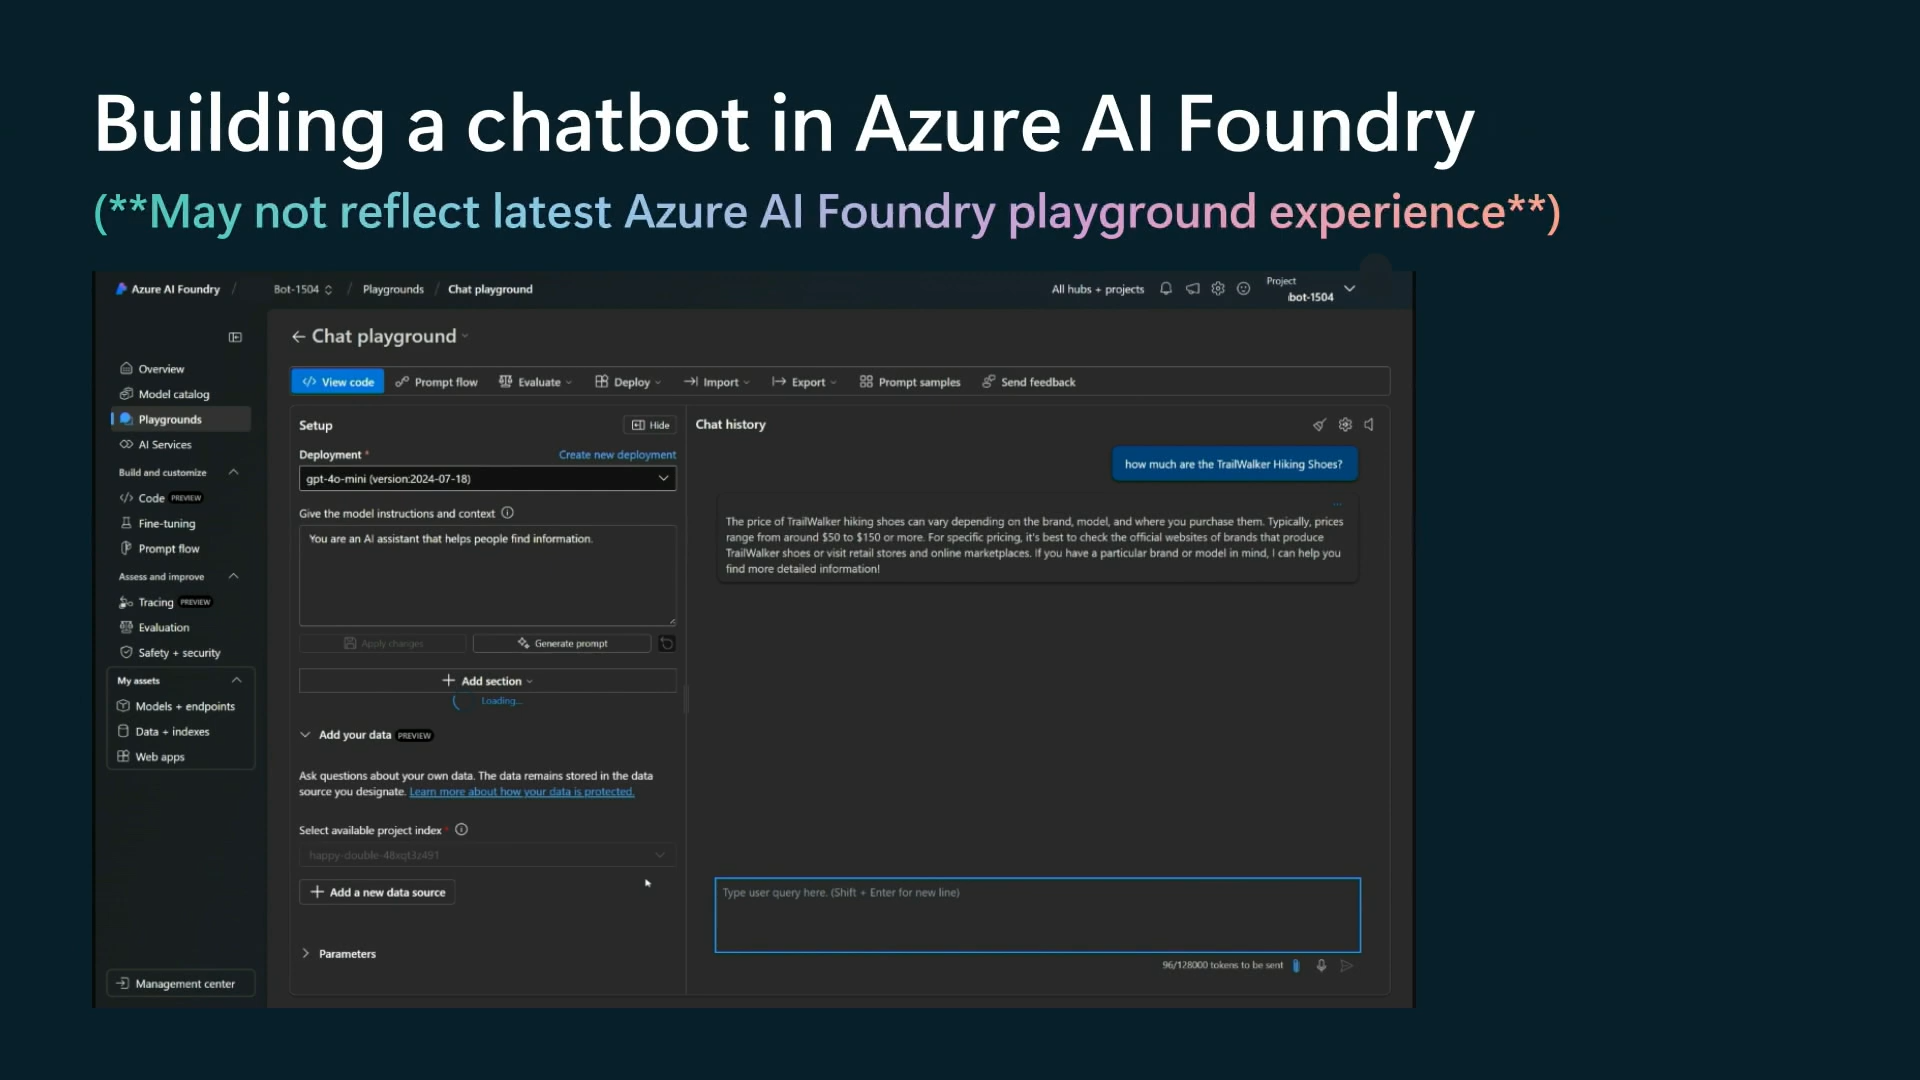 Building a chatbot in Azure AI Foundry
(**May not reflect latest Azure AI Foundry playground experience**)
Azure AI Foundry / Bot-1504 / Playgrounds / Chat playground
All hubs + projects
Project
bot-1504
Chat playground
Overview
Model catalog
Playgrounds
AI Services
Build and customize
Code PREVIEW
Fine-tuning
Prompt flow
Assess and improve
Tracing PREVIEW
Evaluation
Safety + security
My assets
Models + endpoints
Data + indexes
Web apps
Management center
View code Prompt flow Evaluate Deploy Import Export Prompt samples Send feedback
Setup
Hide
Deployment *
Create new deployment
gpt-4o-mini (version:2024-07-18)
Give the model instructions and context
You are an AI assistant that helps people find information.
Apply changes
Generate prompt
+ Add section
Loading...
Add your data PREVIEW
Ask questions about your own data. The data remains stored in the data
source you designate. Learn more about how your data is protected.
Select available project index *
happy-double-48xqt3z491
+ Add a new data source
Parameters
Chat history
how much are the TrailWalker Hiking Shoes?
The price of TrailWalker hiking shoes can vary depending on the brand, model, and where you purchase them. Typically, prices
range from around $50 to $150 or more. For specific pricing, it's best to check the official websites of brands that produce
TrailWalker shoes or visit retail stores and online marketplaces. If you have a particular brand or model in mind, I can help you
find more detailed information!
Type user query here. (Shift + Enter for new line)
96/128000 tokens to be sent